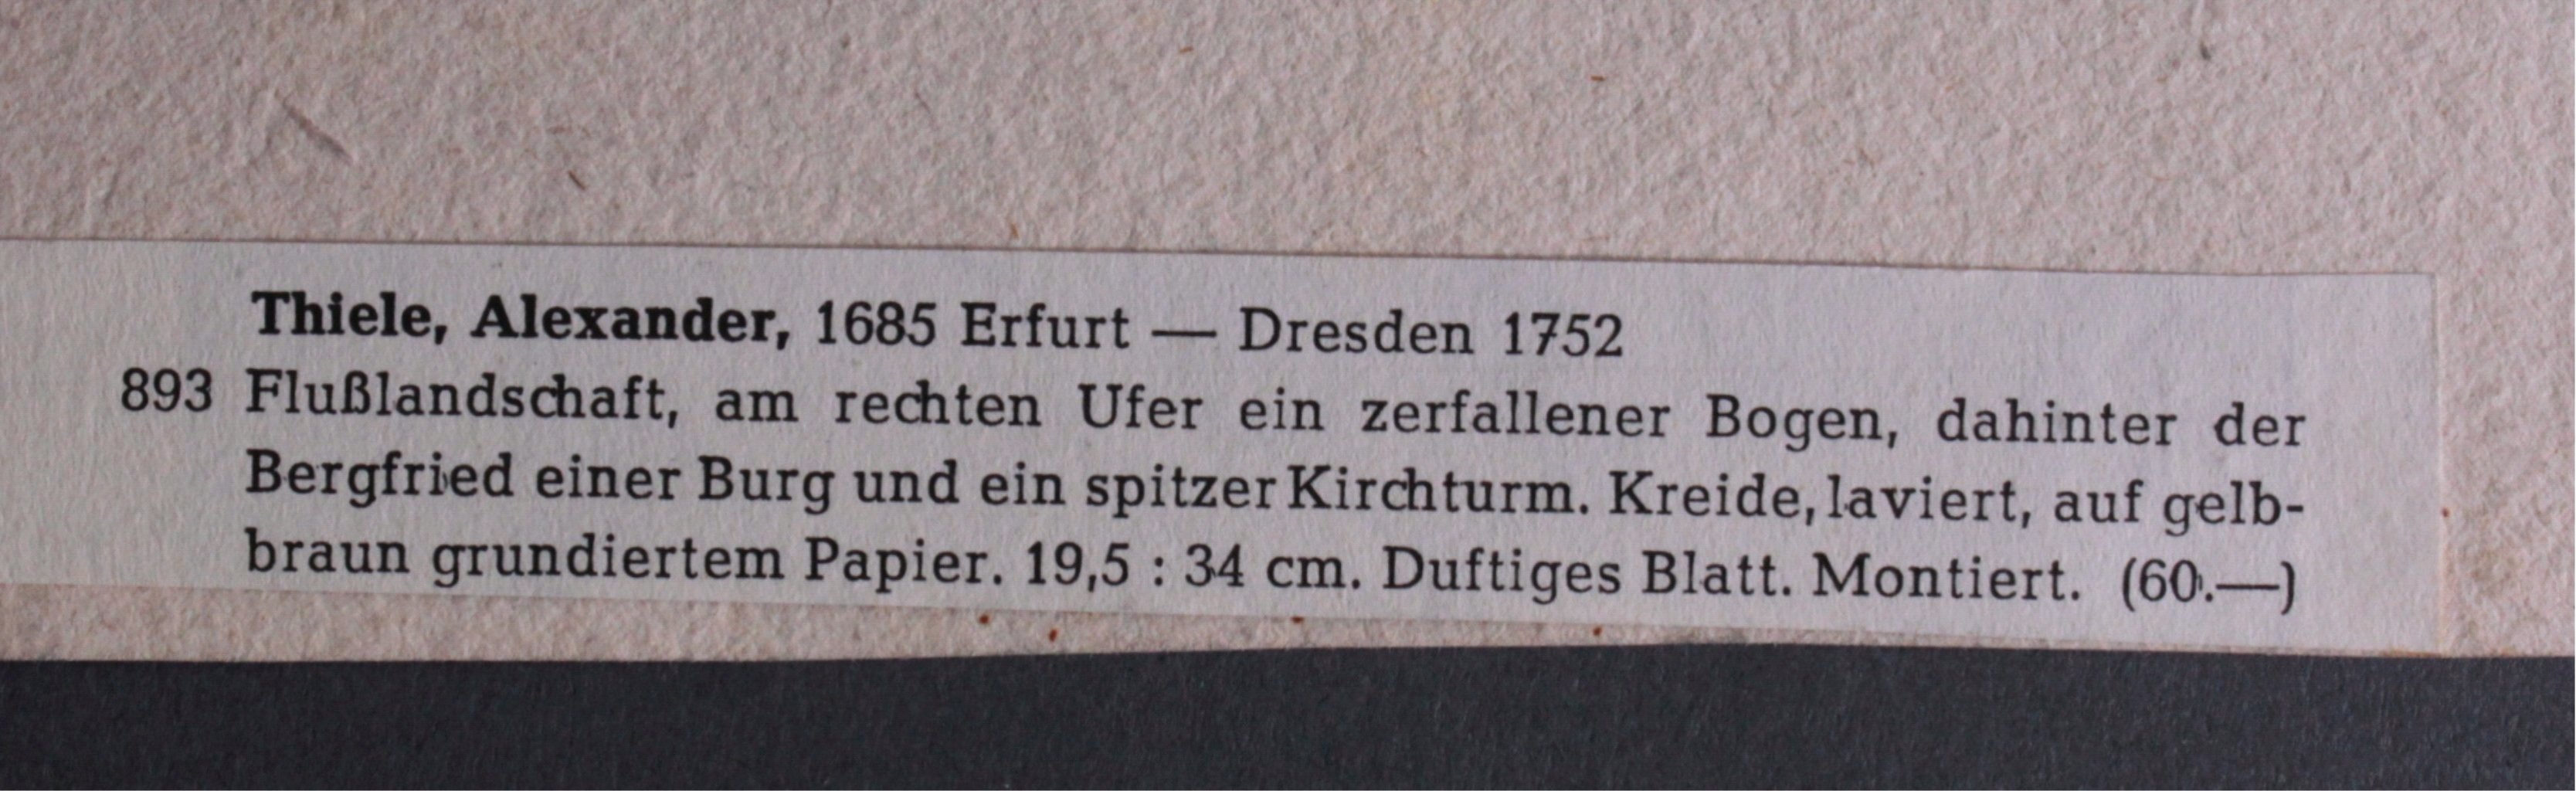 Thiele, Alexander, 1685 Erfurt — Dresden 1752
893 Flußlandschaft, am rechten Ufer ein zerfallener Bogen, dahinter der
Bergfried einer Burg und ein spitzer Kirchturm. Kreide, laviert, auf gelb-
braun grundiertem Papier. 19,5 : 34 cm. Duftiges Blatt. Montiert. (60.—)